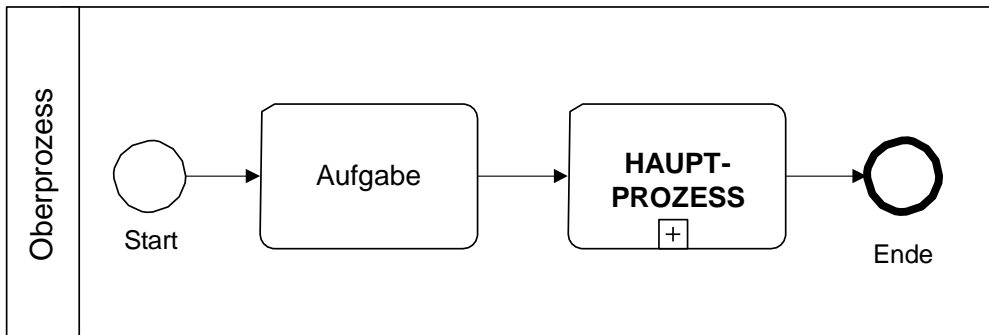 Oberprozess
Start
Aufgabe
HAUPT-
PROZESS
Ende